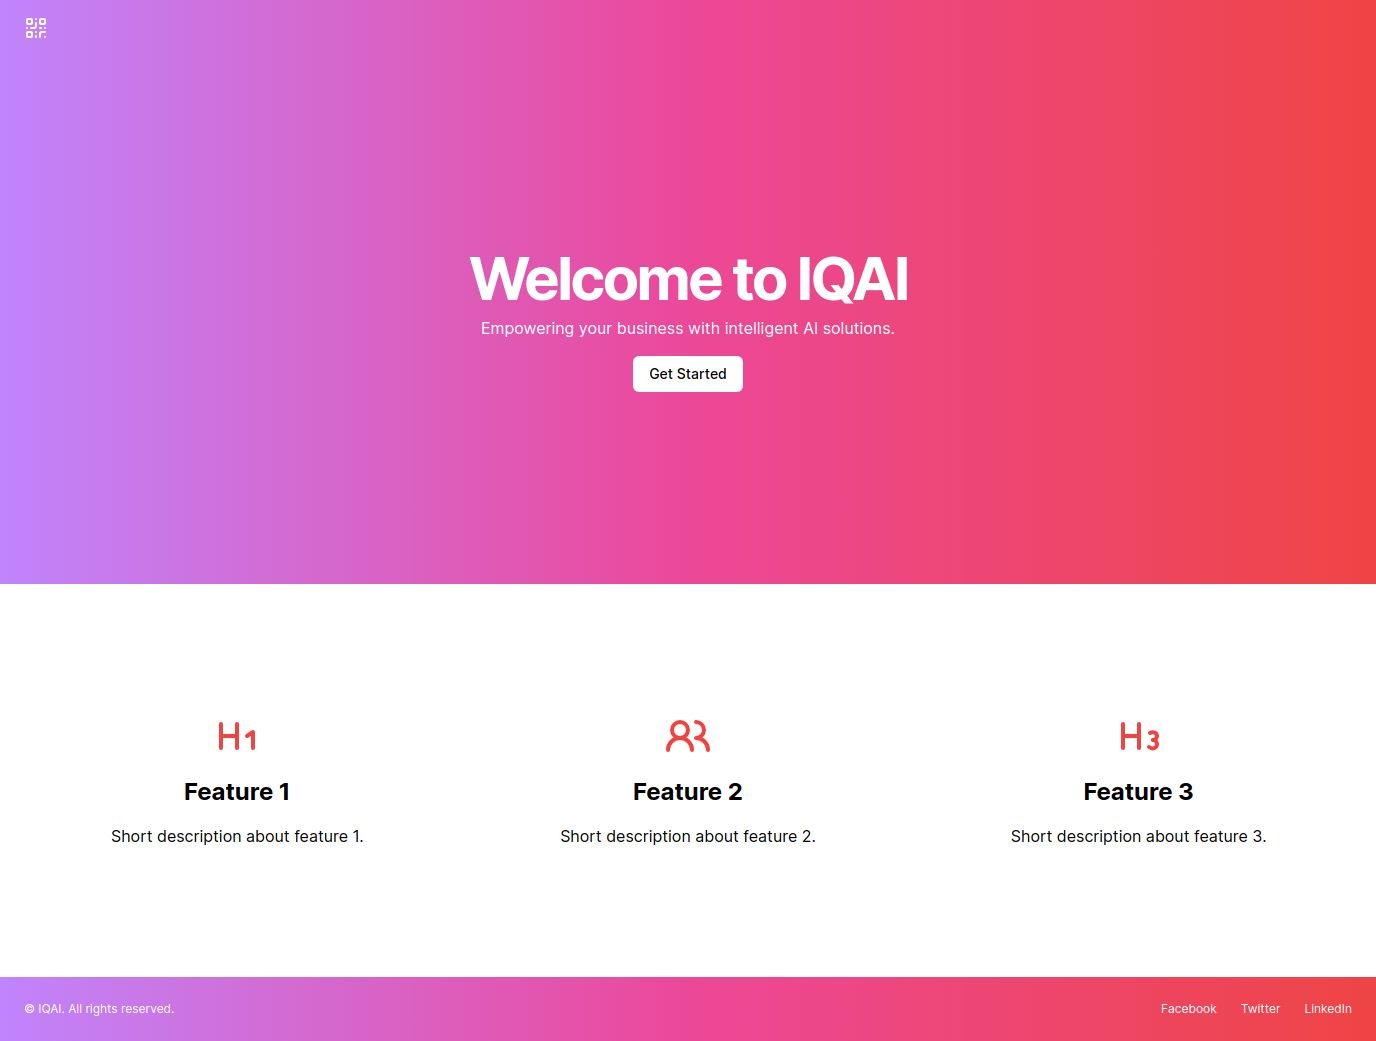 Welcome to IQAI
Empowering your business with intelligent AI solutions.
Get Started
H1
H3
Feature 1
Feature 2
Feature 3
Short description about feature 1.
Short description about feature 2.
Short description about feature 3.
© IQAI. All rights reserved.
Facebook
Twitter
LinkedIn